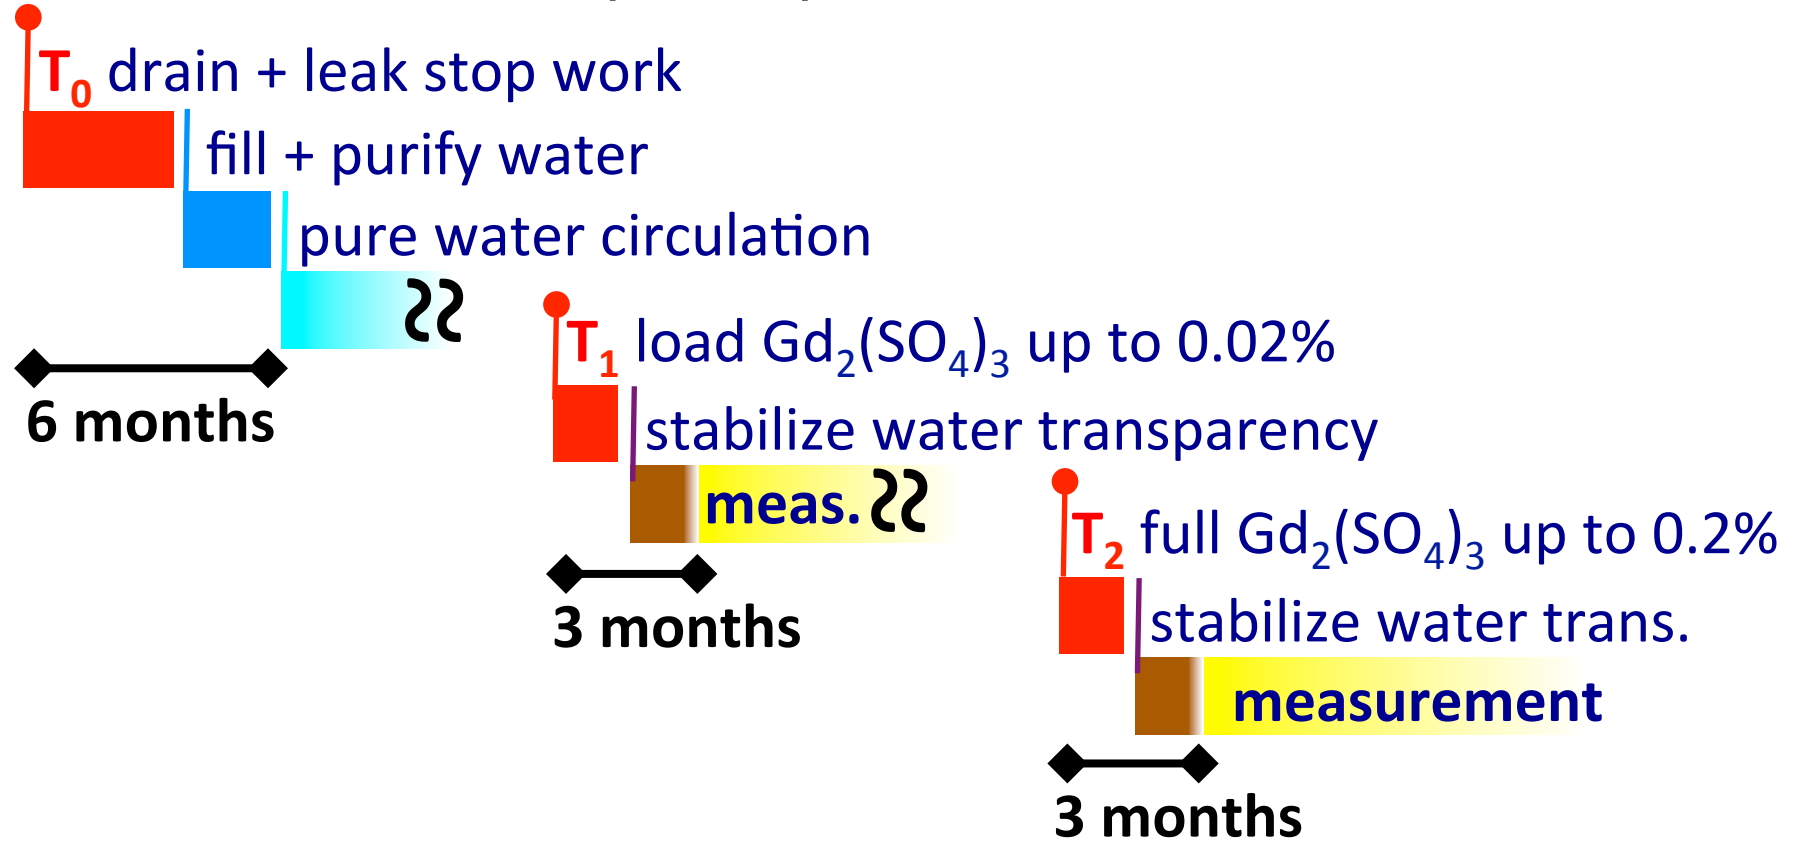 T₀ drain + leak stop work
fill + purify water
pure water circulation
6 months
T₁ load Gd₂(SO₄)₃ up to 0.02%
stabilize water transparency
meas.
3 months
T₂ full Gd₂(SO₄)₃ up to 0.2%
stabilize water trans.
measurement
3 months